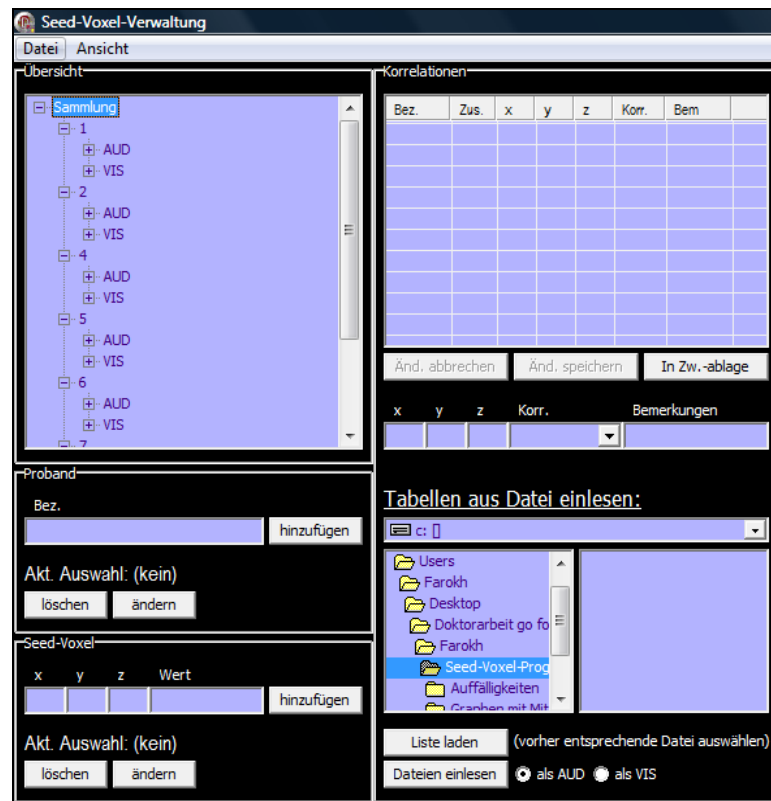 Seed-Voxel-Verwaltung
Datei Ansicht
Übersicht
Sammlung
1
AUD
VIS
2
AUD
VIS
4
AUD
VIS
5
AUD
VIS
6
AUD
VIS
7
Proband
Bez.
hinzufügen
Akt. Auswahl: (kein)
löschen ändern
Seed-Voxel
x y z Wert
hinzufügen
Akt. Auswahl: (kein)
löschen ändern
Korrelationen
Bez. Zus. x y z Korr. Bem
Änd. abbrechen Änd. speichern In Zw.-ablage
x y z Korr. Bemerkungen
Tabellen aus Datei einlesen:
c: []
Users
Farokh
Desktop
Doktorarbeit go fo
Farokh
Seed-Voxel-Prog
Auffälligkeiten
Graphen mit Mit
Liste laden (vorher entsprechende Datei auswählen)
Dateien einlesen als AUD als VIS